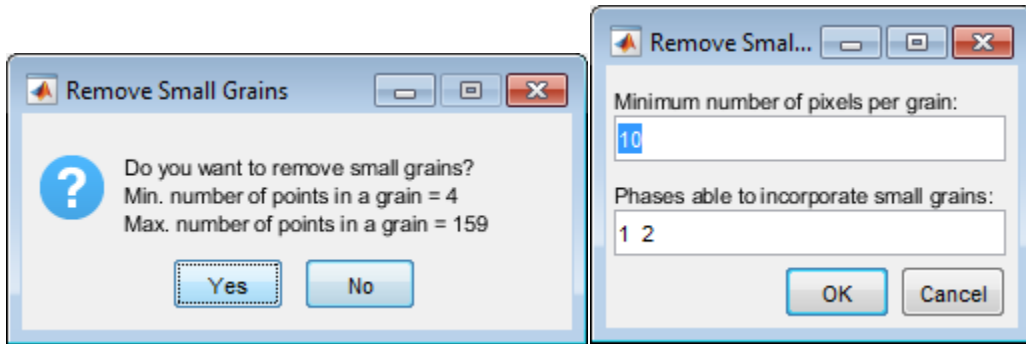 Remove Small Grains
Do you want to remove small grains?
Min. number of points in a grain = 4
Max. number of points in a grain = 159
Yes No
Remove Smal...
Minimum number of pixels per grain:
10
Phases able to incorporate small grains:
1 2
OK Cancel